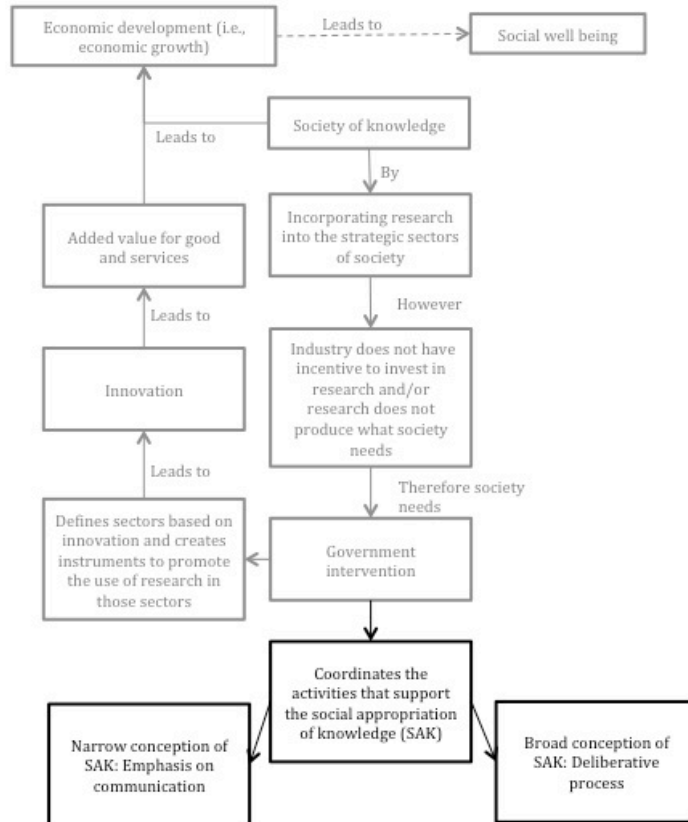 Economic development (i.e.,
economic growth)
Leads to
Social well being
Society of knowledge
Leads to
By
Added value for good
and services
Incorporating research
into the strategic sectors
of society
However
Leads to
Industry does not have
incentive to invest in
research and/or
research does not
produce what society
needs
Innovation
Leads to
Therefore society
needs
Defines sectors based on
innovation and creates
instruments to promote
the use of research in
those sectors
Government
intervention
Coordinates the
activities that support
the social appropriation
of knowledge (SAK)
Narrow conception of
SAK: Emphasis on
communication
Broad conception of
SAK: Deliberative
process